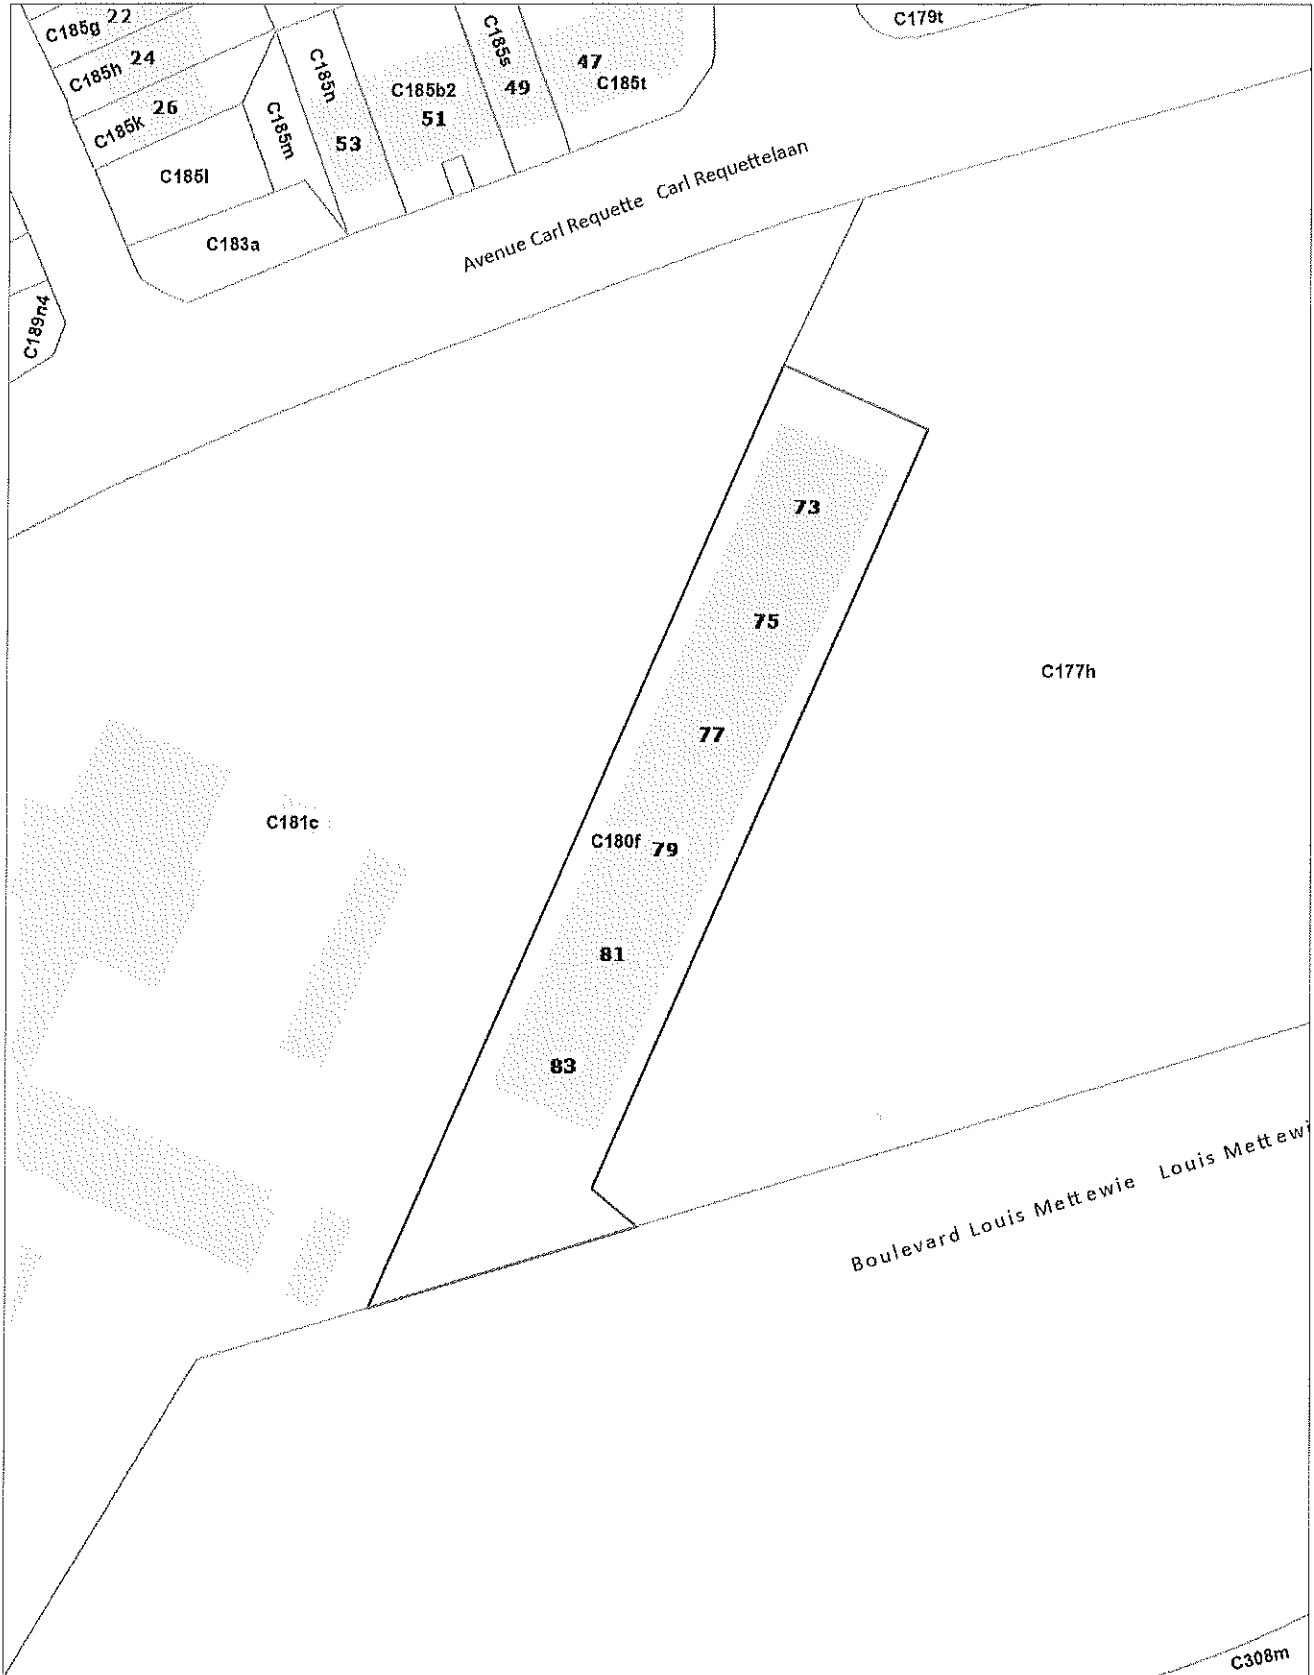 C185g 22
C179t
C185h 24
C185k 26
C185l
C185m
C185n
53
C185b2
51
C185s
49
47
C185t
C183a
C189n4
Avenue Carl Requette Carl Requettelaan
73
75
C177h
77
C181c
C180f 79
81
83
Boulevard Louis Mettewie Louis Mettewi
C308m